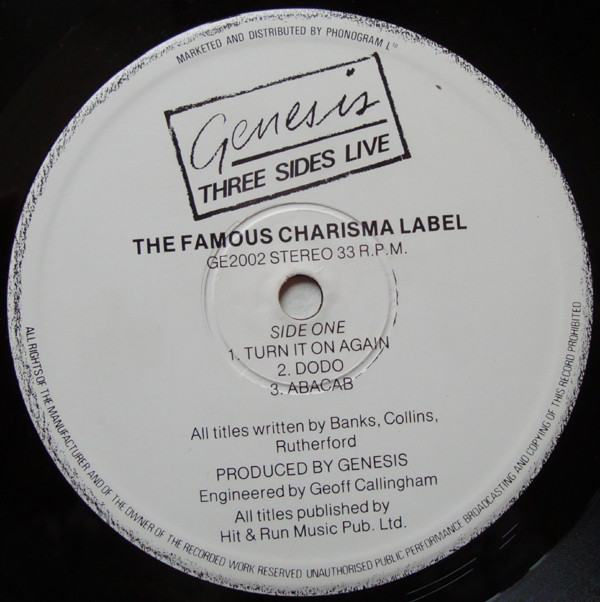 MARKETED AND DISTRIBUTED BY PHONOGRAM LTD
Genesis
THREE SIDES LIVE
THE FAMOUS CHARISMA LABEL
GE2002 STEREO 33 R.P.M.
SIDE ONE
1. TURN IT ON AGAIN
2. DODO
3. ABACAB
All titles written by Banks, Collins,
Rutherford
PRODUCED BY GENESIS
Engineered by Geoff Callingham
All titles published by
Hit & Run Music Pub. Ltd.
ALL RIGHTS OF THE MANUFACTURER AND OF THE OWNER OF THE RECORDED WORK RESERVED UNAUTHORISED PUBLIC PERFORMANCE BROADCASTING AND COPYING OF THIS RECORD PROHIBITED